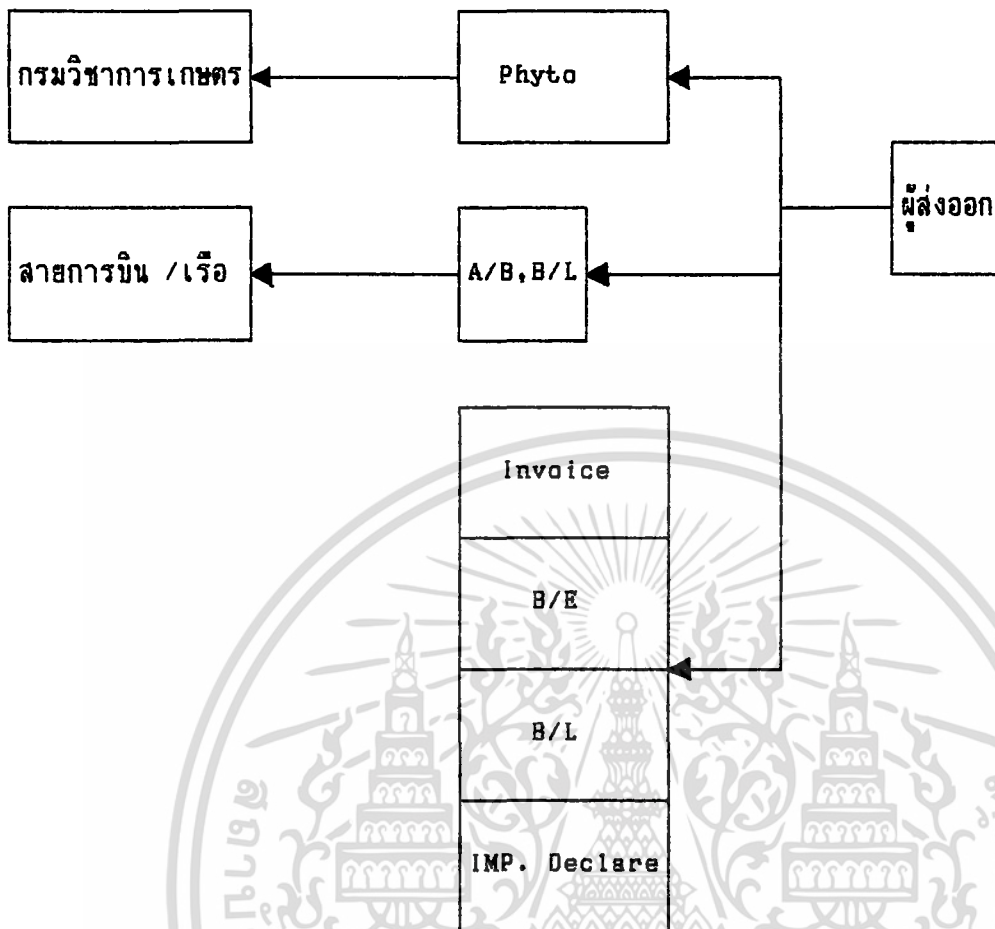 กรมวิชาการเกษตร
Phyto
ผู้ส่งออก
สายการบิน /เรือ
A/B,B/L
Invoice
B/E
B/L
IMP. Declare